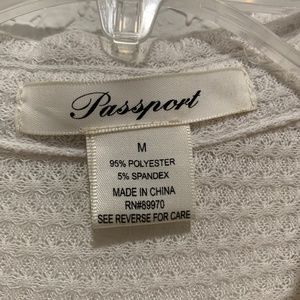 Passport
M
95% POLYESTER
5% SPANDEX
MADE IN CHINA
RN#89970
SEE REVERSE FOR CARE